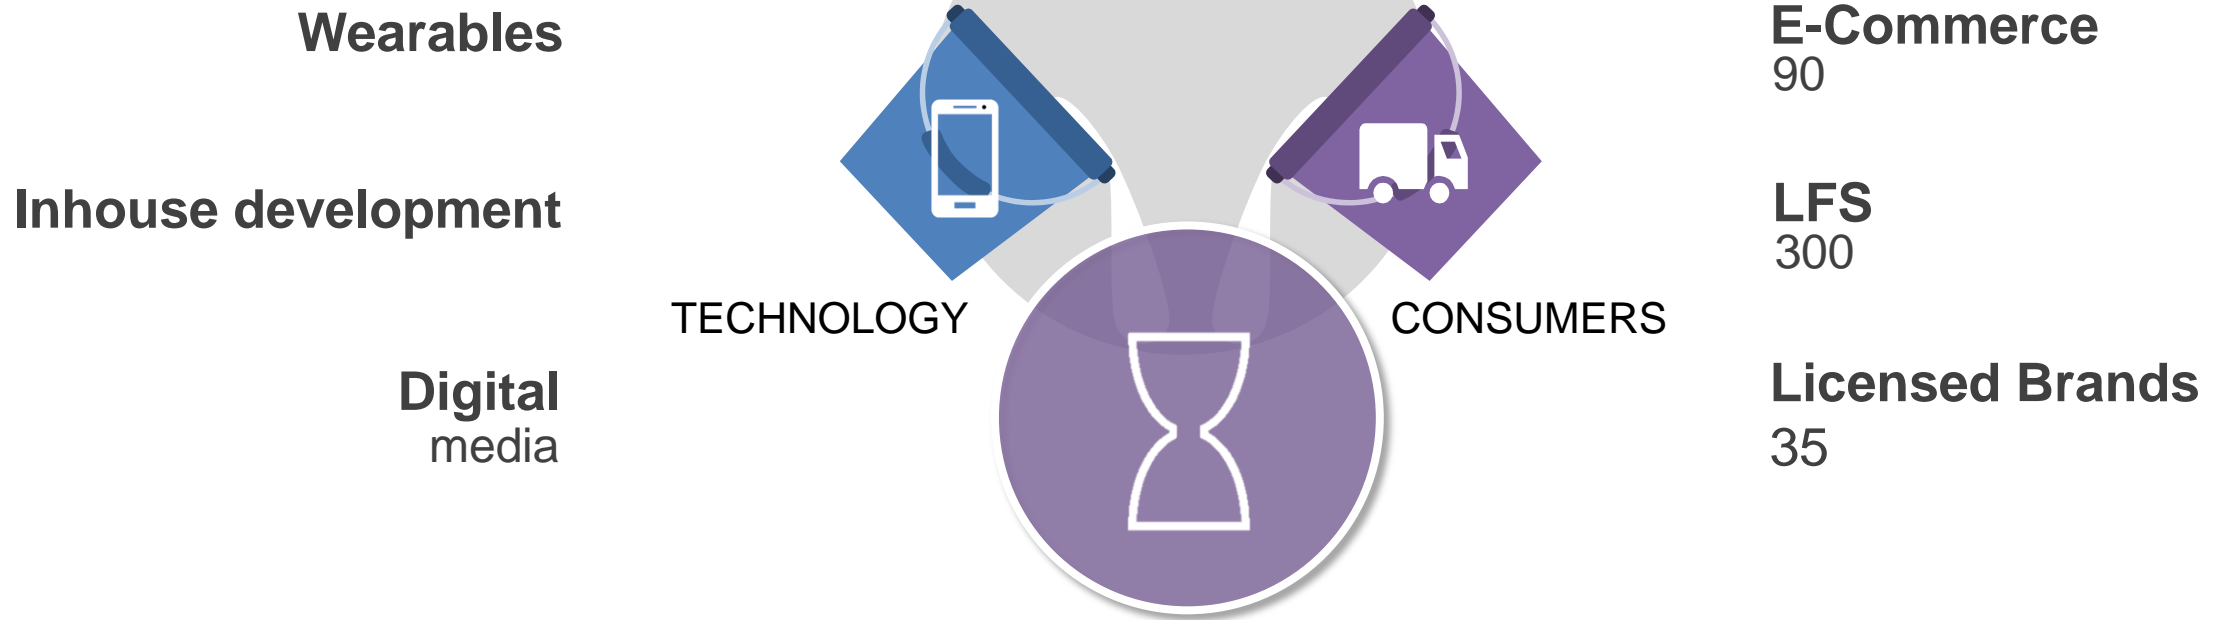 Wearables
Inhouse development
Digital
media
TECHNOLOGY
CONSUMERS
E-Commerce
90
LFS
300
Licensed Brands
35